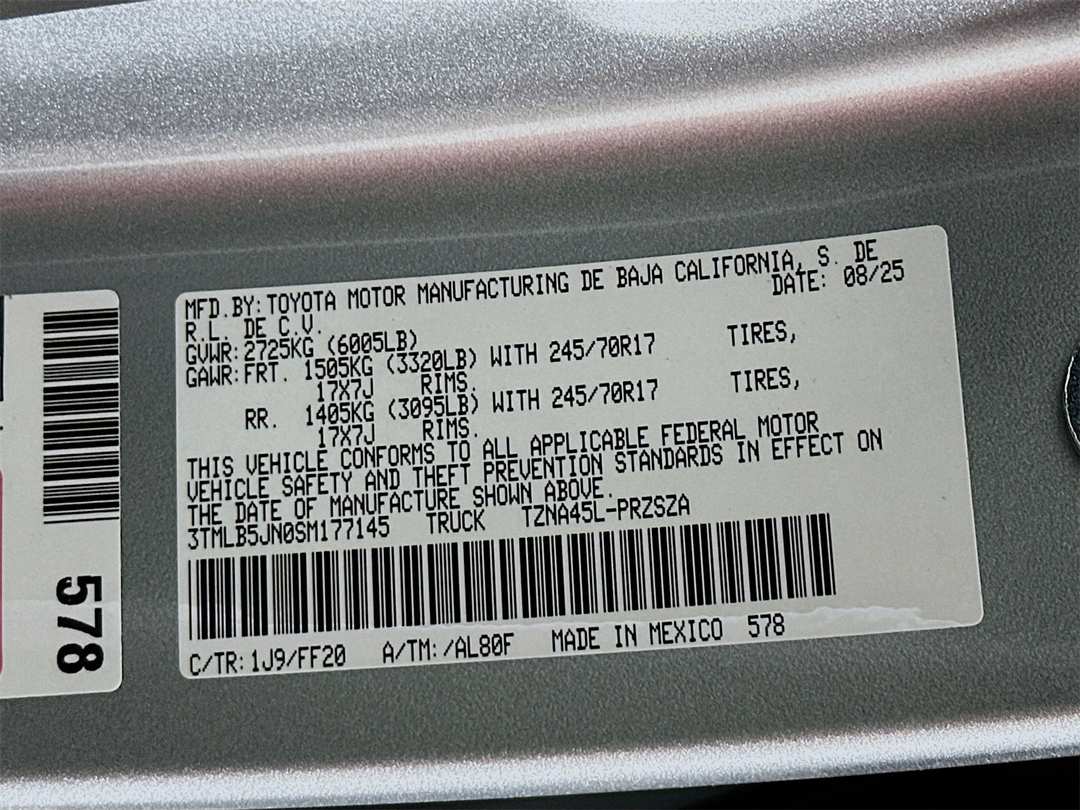 MFD.BY:TOYOTA MOTOR MANUFACTURING DE BAJA CALIFORNIA, S. DE
R.L. DE C.V. DATE: 08/25
GVWR:2725KG (6005LB)
GAWR:FRT. 1505KG (3320LB) WITH 245/70R17 TIRES,
17X7J RIMS.
RR. 1405KG (3095LB) WITH 245/70R17 TIRES,
17X7J RIMS.
THIS VEHICLE CONFORMS TO ALL APPLICABLE FEDERAL MOTOR
VEHICLE SAFETY AND THEFT PREVENTION STANDARDS IN EFFECT ON
THE DATE OF MANUFACTURE SHOWN ABOVE.
3TMLB5JN0SM177145 TRUCK TZNA45L-PRZSZA
C/TR:1J9/FF20 A/TM:/AL80F MADE IN MEXICO 578
578